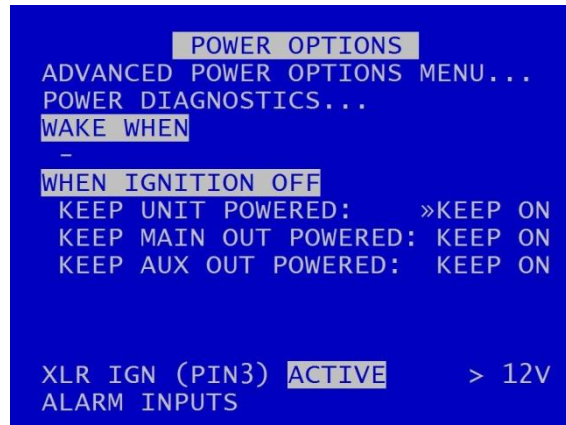 POWER OPTIONS
ADVANCED POWER OPTIONS MENU...
POWER DIAGNOSTICS...
WAKE WHEN
–
WHEN IGNITION OFF
KEEP UNIT POWERED: »KEEP ON
KEEP MAIN OUT POWERED: KEEP ON
KEEP AUX OUT POWERED: KEEP ON
XLR IGN (PIN3) ACTIVE > 12V
ALARM INPUTS